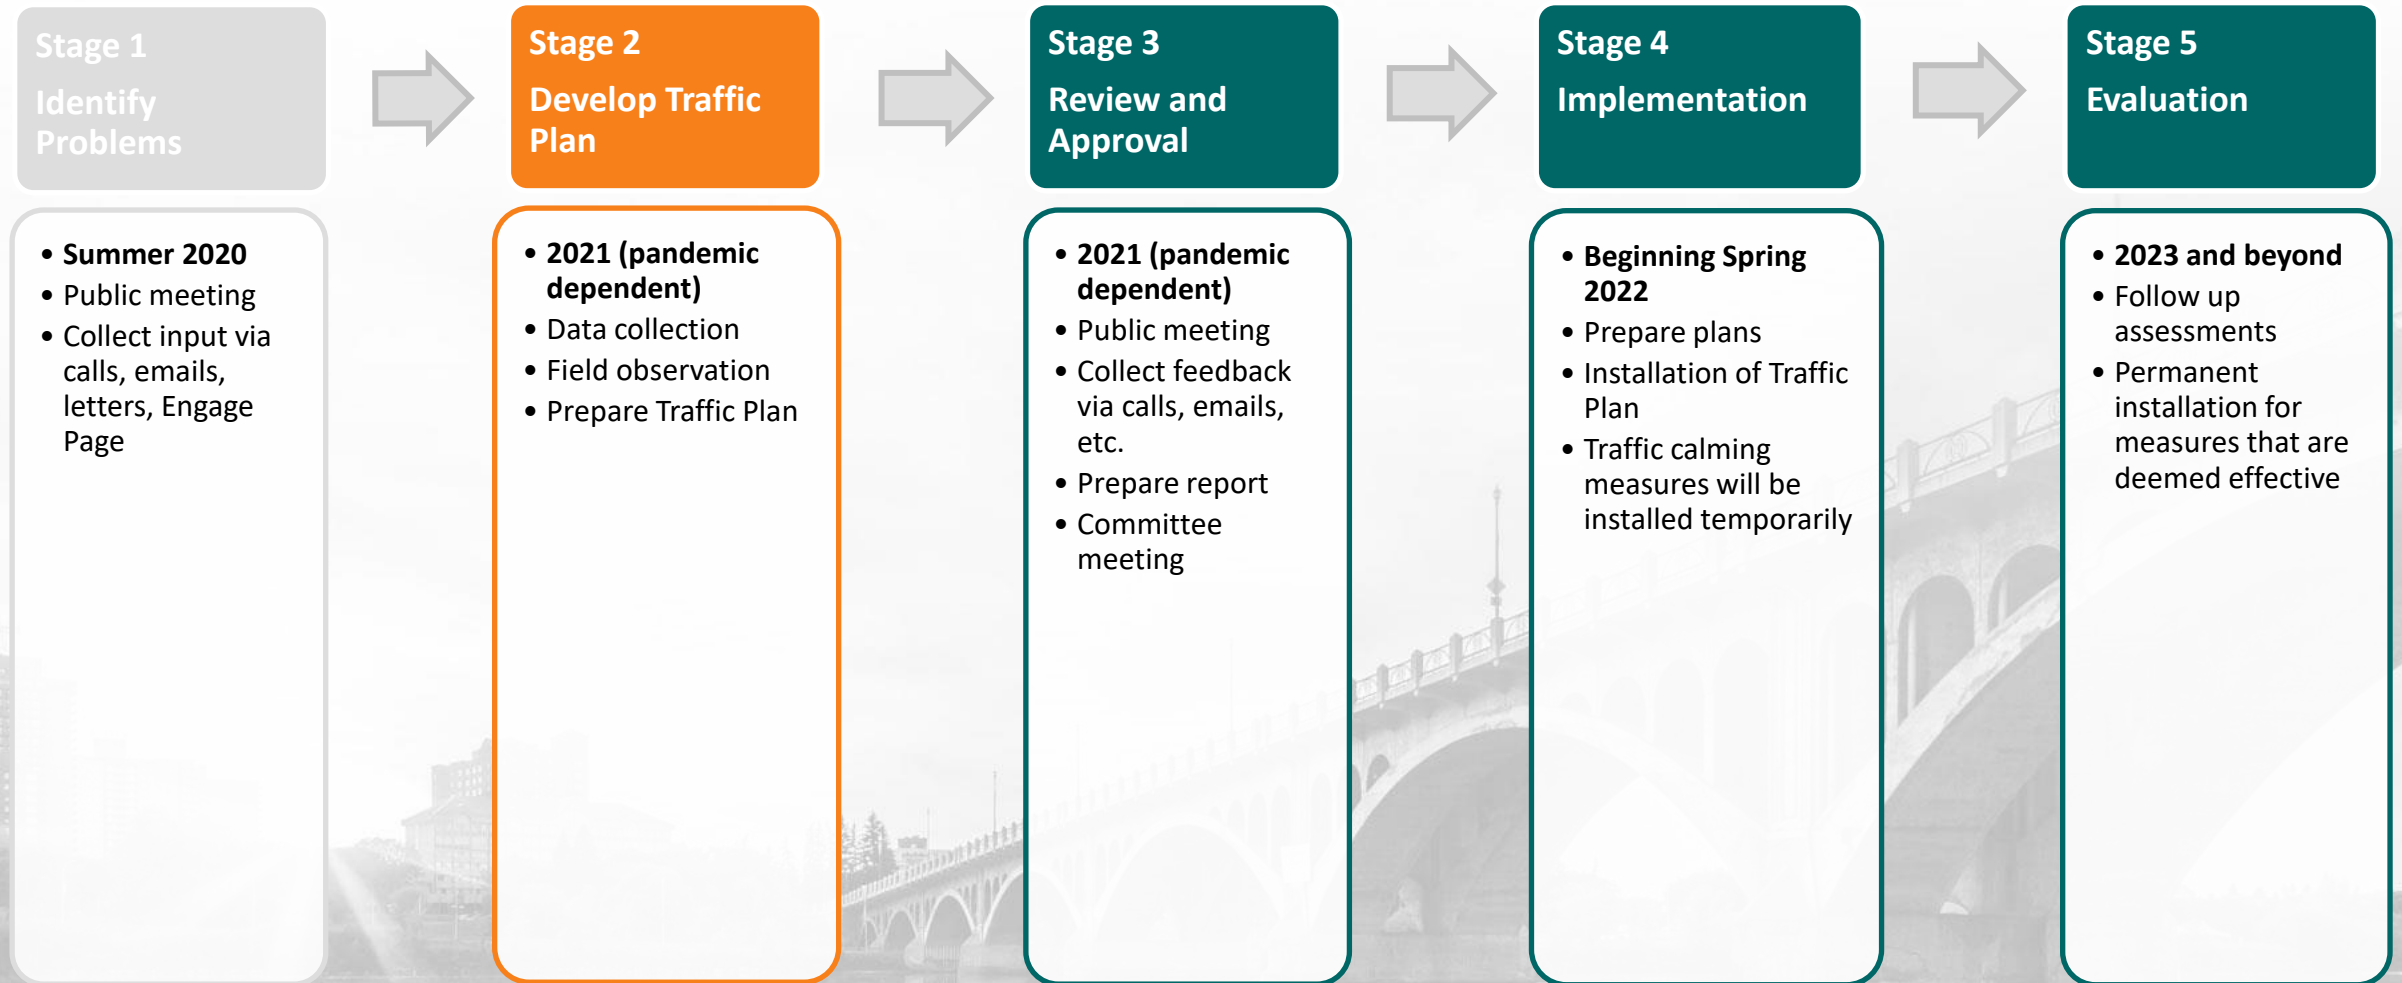 Stage 1
Identify
Problems
• Summer 2020
• Public meeting
• Collect input via
calls, emails,
letters, Engage
Page
Stage 2
Develop Traffic
Plan
• 2021 (pandemic
dependent)
• Data collection
• Field observation
• Prepare Traffic Plan
Stage 3
Review and
Approval
• 2021 (pandemic
dependent)
• Public meeting
• Collect feedback
via calls, emails,
etc.
• Prepare report
• Committee
meeting
Stage 4
Implementation
• Beginning Spring
2022
• Prepare plans
• Installation of Traffic
Plan
• Traffic calming
measures will be
installed temporarily
Stage 5
Evaluation
• 2023 and beyond
• Follow up
assessments
• Permanent
installation for
measures that are
deemed effective